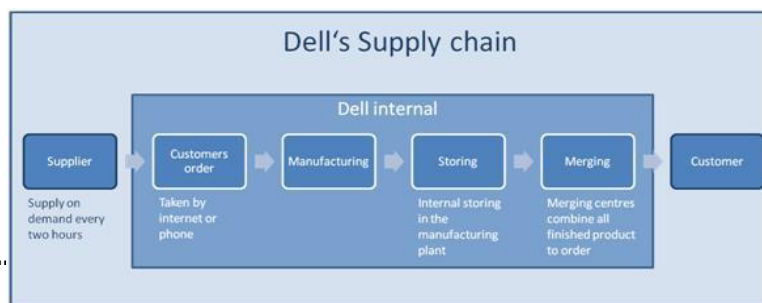 Dell's Supply chain
Dell internal
Supplier
Customers
order
Manufacturing
Storing
Merging
Customer
Supply on
demand every
two hours
Taken by
internet or
phone
Internal storing
in the
manufacturing
plant
Merging centres
combine all
finished product
to order
"